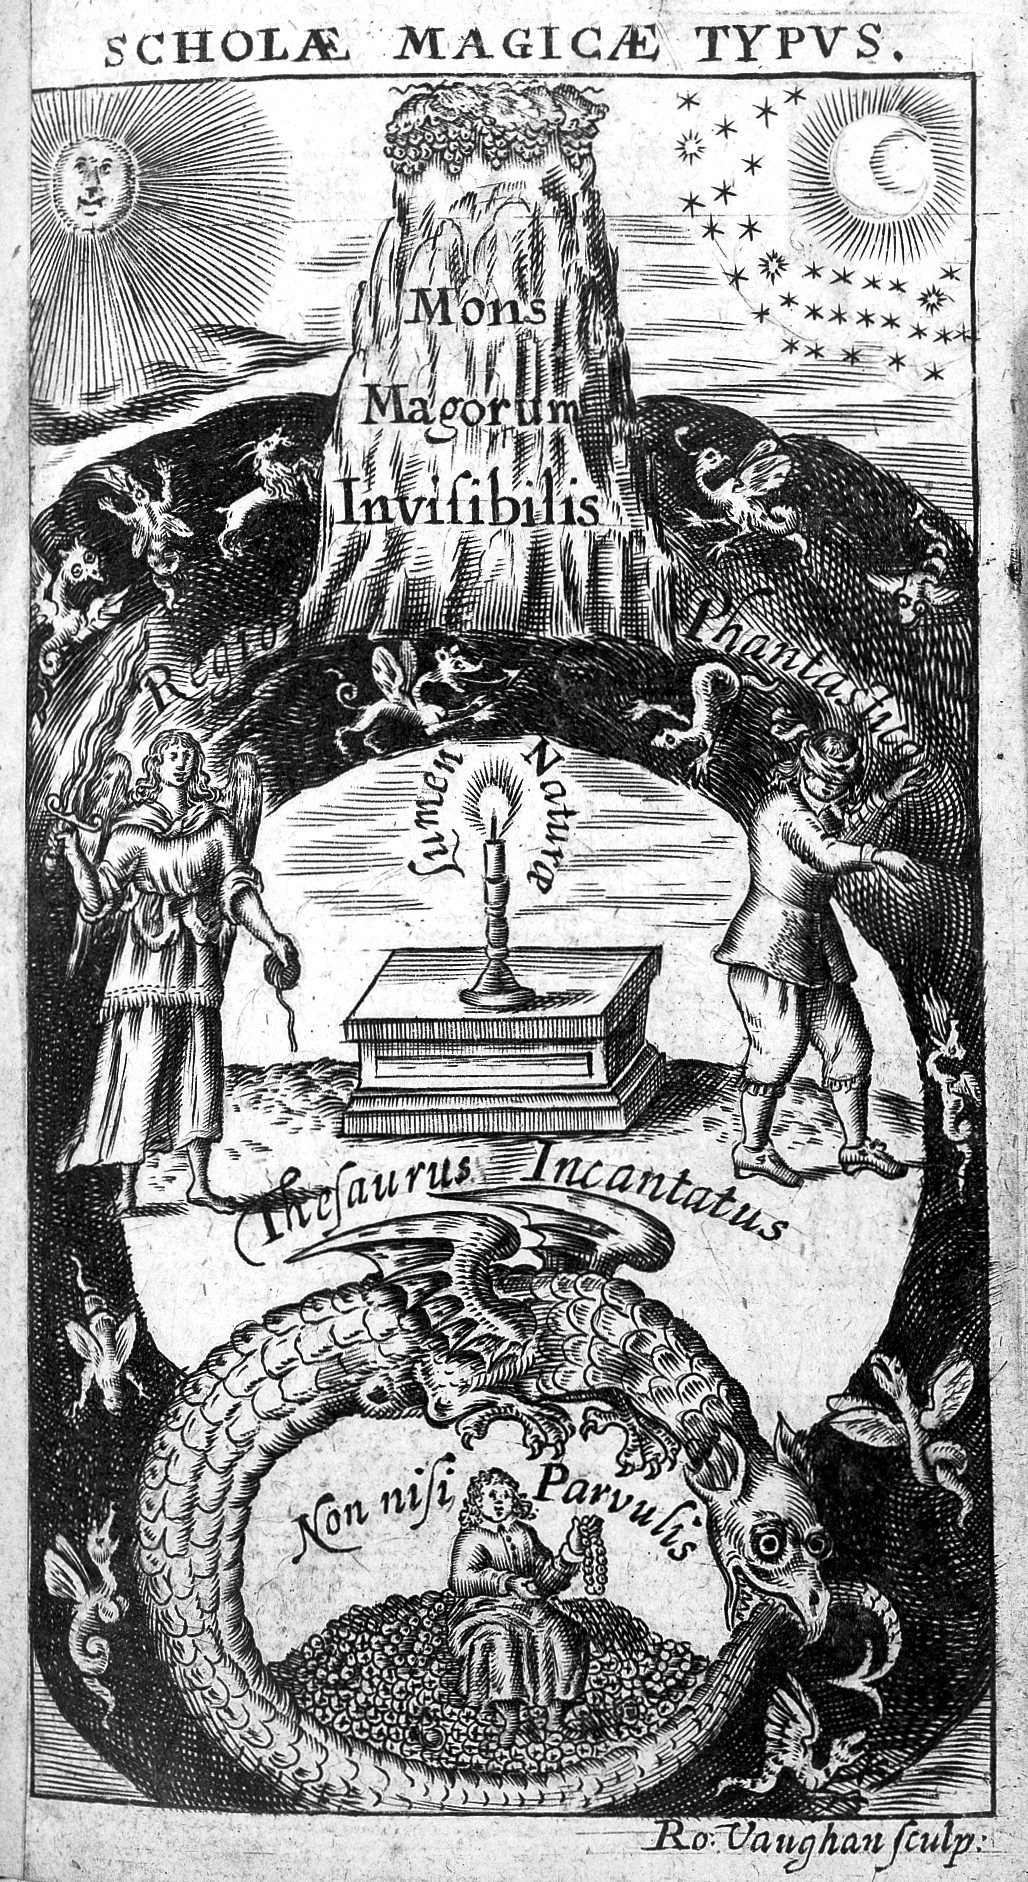 SCHOLÆ MAGICÆ TYPVS.
Mons
Magorum
Inviſibilis
Regio Phantastica
Lumen Naturæ
Theſaurus Incantatus
Non niſi Parvulis
Ro: Vaughan ſculp: